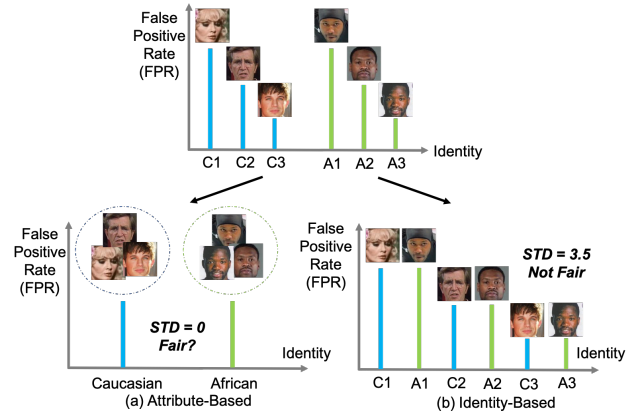 False
Positive
Rate
(FPR)
C1 C2 C3 A1 A2 A3
Identity
False
Positive
Rate
(FPR)
STD = 0
Fair?
Identity
Caucasian African
(a) Attribute-Based
False
Positive
Rate
(FPR)
STD = 3.5
Not Fair
Identity
C1 A1 C2 A2 C3 A3
(b) Identity-Based